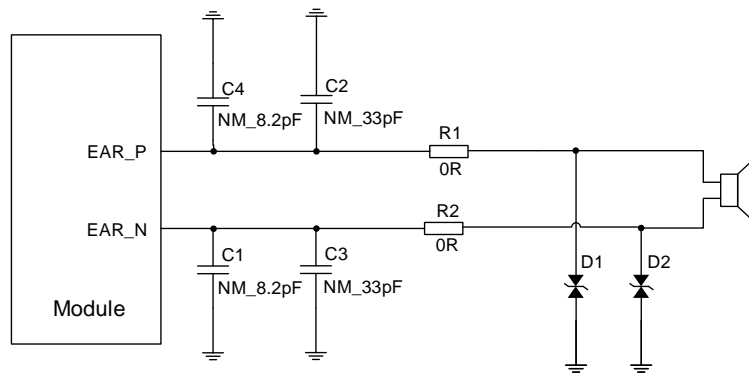 C4
NM_8.2pF
C2
NM_33pF
EAR_P
R1
0R
EAR_N
R2
0R
C1
NM_8.2pF
C3
NM_33pF
D1
D2
Module